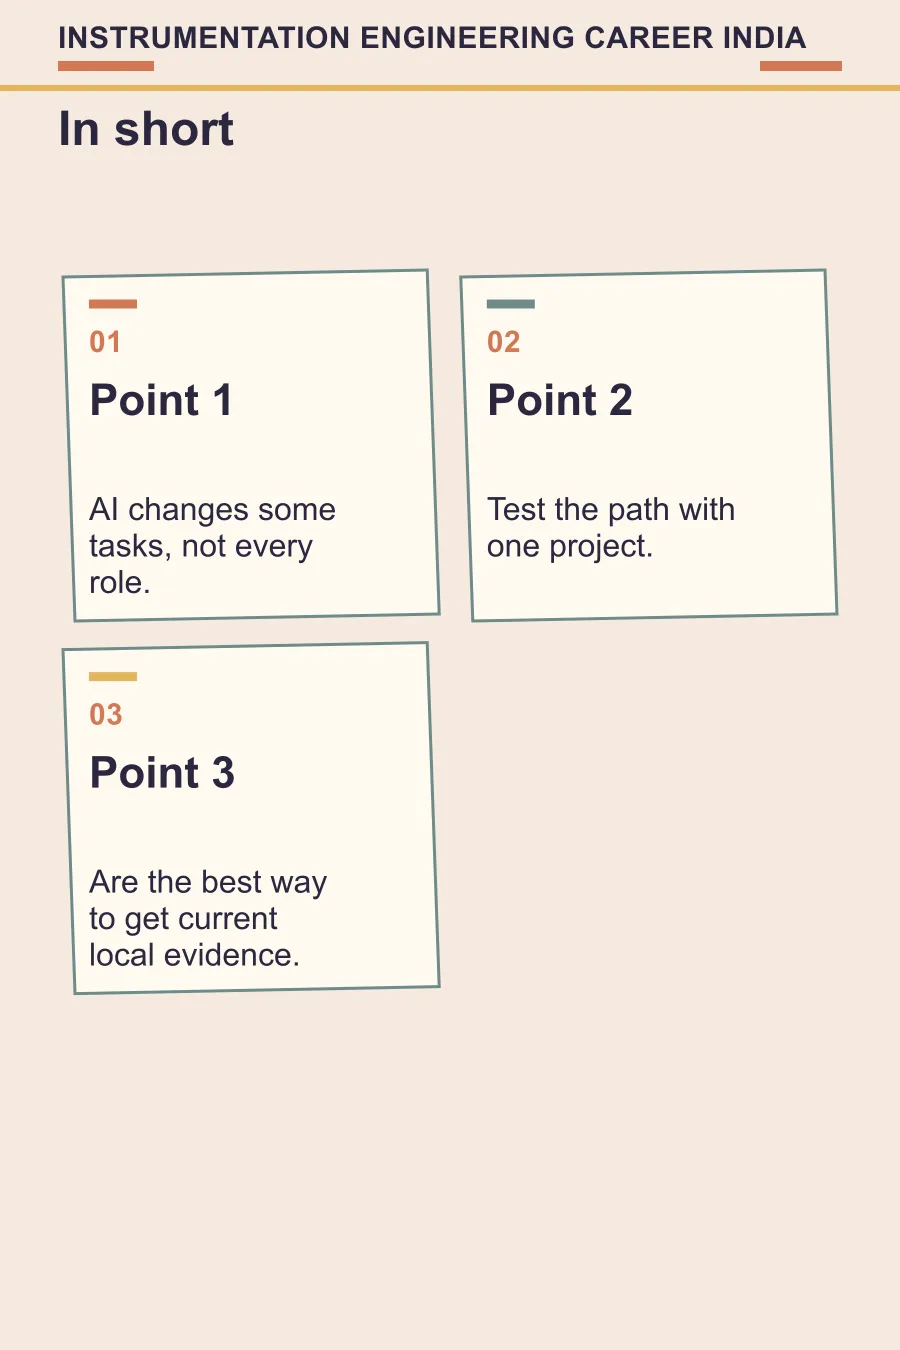 INSTRUMENTATION ENGINEERING CAREER INDIA
In short
01
Point 1
AI changes some
tasks, not every
role.
02
Point 2
Test the path with
one project.
03
Point 3
Are the best way
to get current
local evidence.